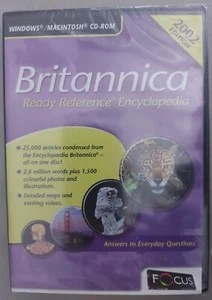 WINDOWS®/MACINTOSH® CD-ROM
2002
EDITION
Britannica
Ready Reference Encyclopedia
25,000 articles condensed from
the Encyclopædia Britannica® –
all-on-one disc!
2.6 million words plus 1,500
colourful photos and
illustrations.
Detailed maps and
exciting videos.
Answers to Everyday Questions
FOCUS